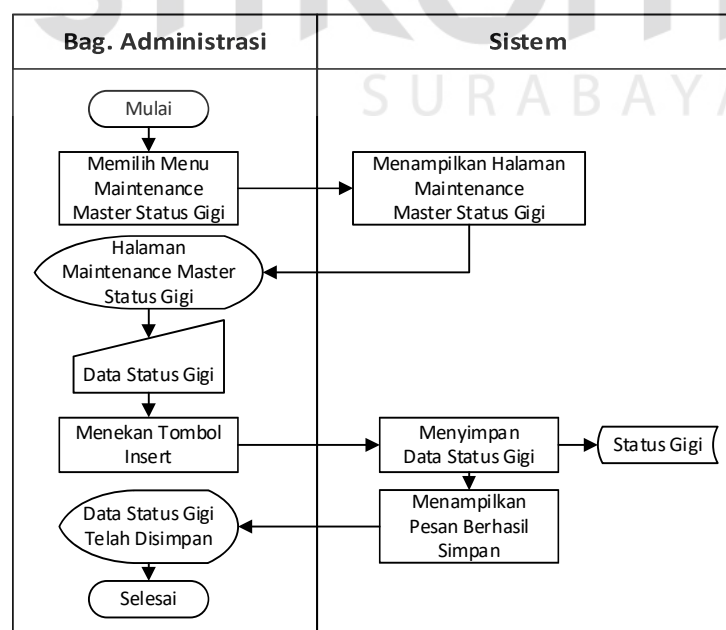 Bag. Administrasi
Sistem
SURABAYA
Mulai
Memilih Menu
Maintenance
Master Status Gigi
Menampilkan Halaman
Maintenance
Master Status Gigi
Halaman
Maintenance Master
Status Gigi
Data Status Gigi
Menekan Tombol
Insert
Menyimpan
Data Status Gigi
Status Gigi
Menampilkan
Pesan Berhasil
Simpan
Data Status Gigi
Telah Disimpan
Selesai